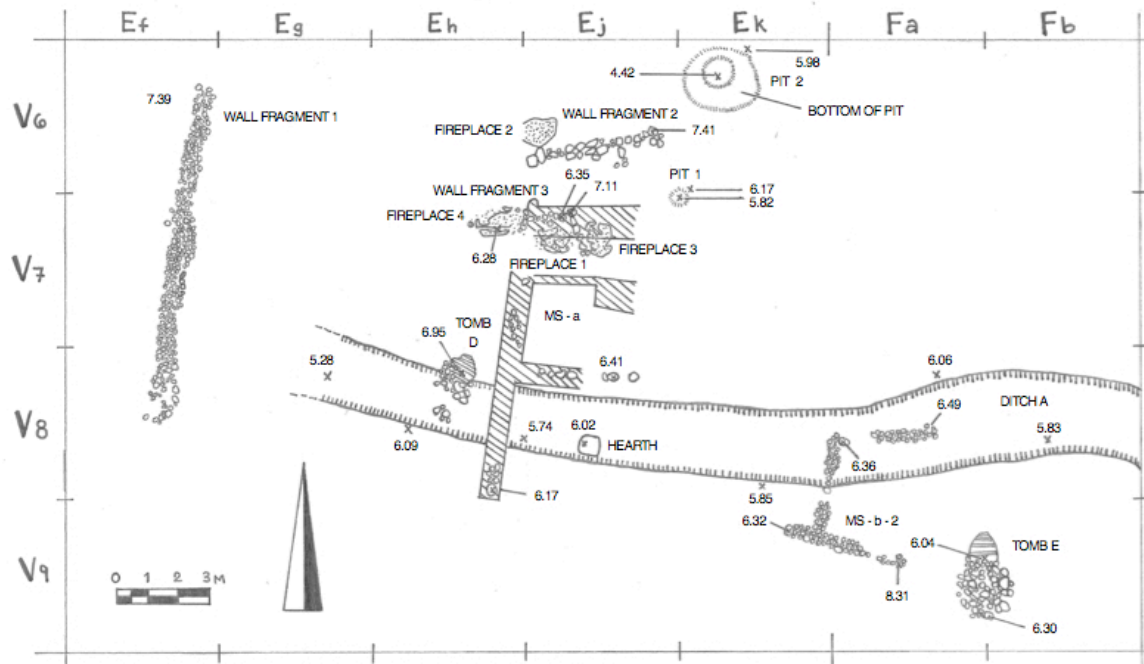 Ef Eg Eh Ej Ek Fa Fb
5.98
4.42
PIT 2
7.39
V6
WALL FRAGMENT 1
WALL FRAGMENT 2
BOTTOM OF PIT
FIREPLACE 2
7.41
6.35
PIT 1
7.11
WALL FRAGMENT 3
6.17
5.82
FIREPLACE 4
6.28
FIREPLACE 3
V7
FIREPLACE 1
MS - a
TOMB
D
6.95
5.28
6.41
6.06
DITCH A
6.49
V8
6.09
5.74
6.02
HEARTH
5.83
6.36
6.17
5.85
6.32
MS - b - 2
6.04
TOMB E
V9
0 1 2 3 M
8.31
6.30